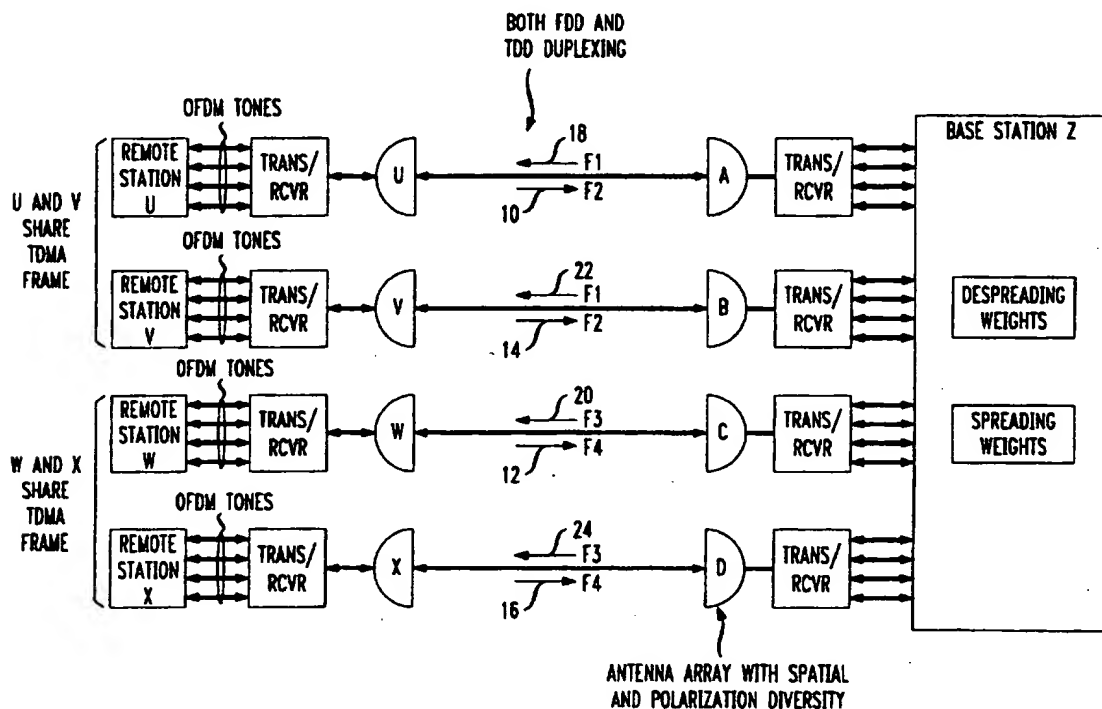 BOTH FDD AND
TDD DUPLEXING
OFDM TONES
REMOTE
STATION
U
TRANS/
RCVR
U
18
F1
F2
10
A
TRANS/
RCVR
BASE STATION Z
U AND V
SHARE
TDMA
FRAME
OFDM TONES
REMOTE
STATION
V
TRANS/
RCVR
V
22
F1
F2
14
B
TRANS/
RCVR
DESPREADING
WEIGHTS
OFDM TONES
REMOTE
STATION
W
TRANS/
RCVR
W
20
F3
F4
12
C
TRANS/
RCVR
SPREADING
WEIGHTS
W AND X
SHARE
TDMA
FRAME
OFDM TONES
REMOTE
STATION
X
TRANS/
RCVR
X
24
F3
F4
16
D
TRANS/
RCVR
ANTENNA ARRAY WITH SPATIAL
AND POLARIZATION DIVERSITY